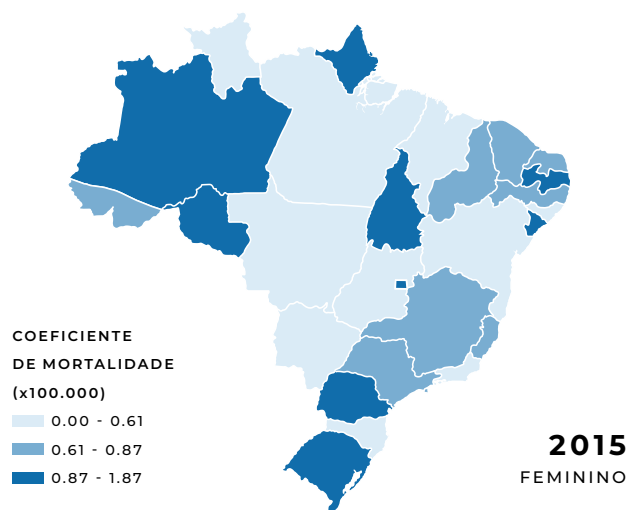 COEFICIENTE
DE MORTALIDADE
(x100.000)
0.00 - 0.61
0.61 - 0.87
0.87 - 1.87
2015
FEMININO